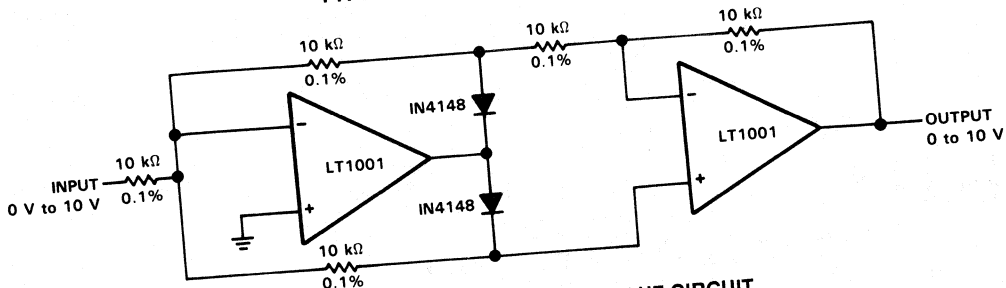 10 kΩ
0.1%
10 kΩ
0.1%
10 kΩ
0.1%
IN4148
-
LT1001
+
-
LT1001
+
OUTPUT
0 to 10 V
10 kΩ
INPUT
0.1%
0 V to 10 V
IN4148
10 kΩ
0.1%
CIRCUIT